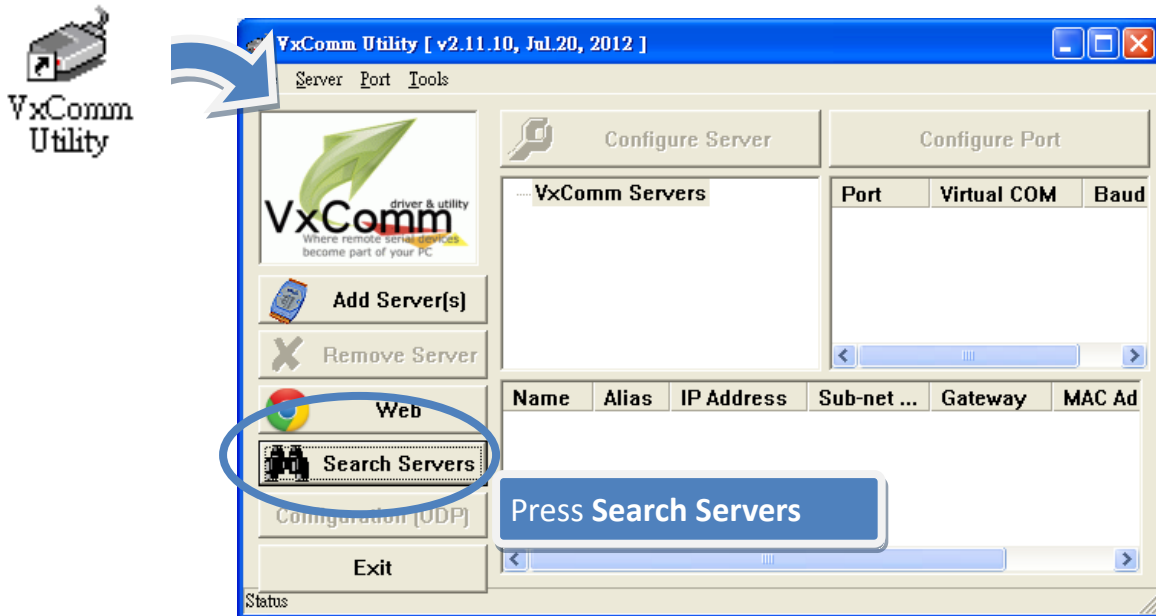 VxComm
Utility
VxComm Utility [ v2.11.10, Jul.20, 2012 ]
Server Port Tools
VxComm
driver & utility
Where remote serial devices
become part of your PC
Configure Server
Configure Port
VxComm Servers
Port Virtual COM Baud
Add Server(s)
Remove Server
Web
Search Servers
Configuration (UDP)
Exit
Name Alias IP Address Sub-net ... Gateway MAC Ad
Press Search Servers
Status